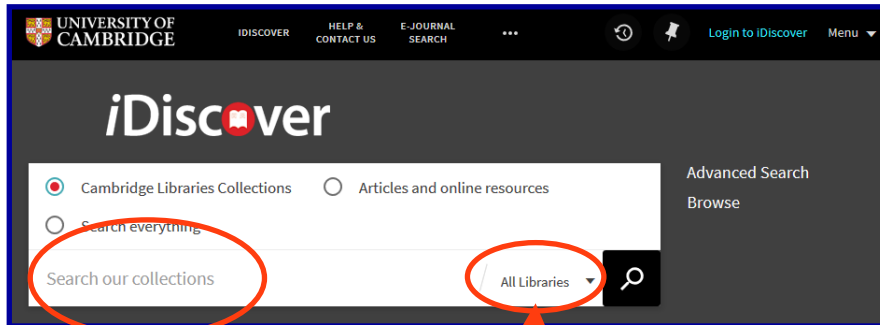 UNIVERSITY OF
CAMBRIDGE
IDISCOVER
HELP &
CONTACT US
E-JOURNAL
SEARCH
•••
Login to iDiscover
Menu
iDiscover
Cambridge Libraries Collections
Articles and online resources
Search everything
Search our collections
All Libraries
Advanced Search
Browse